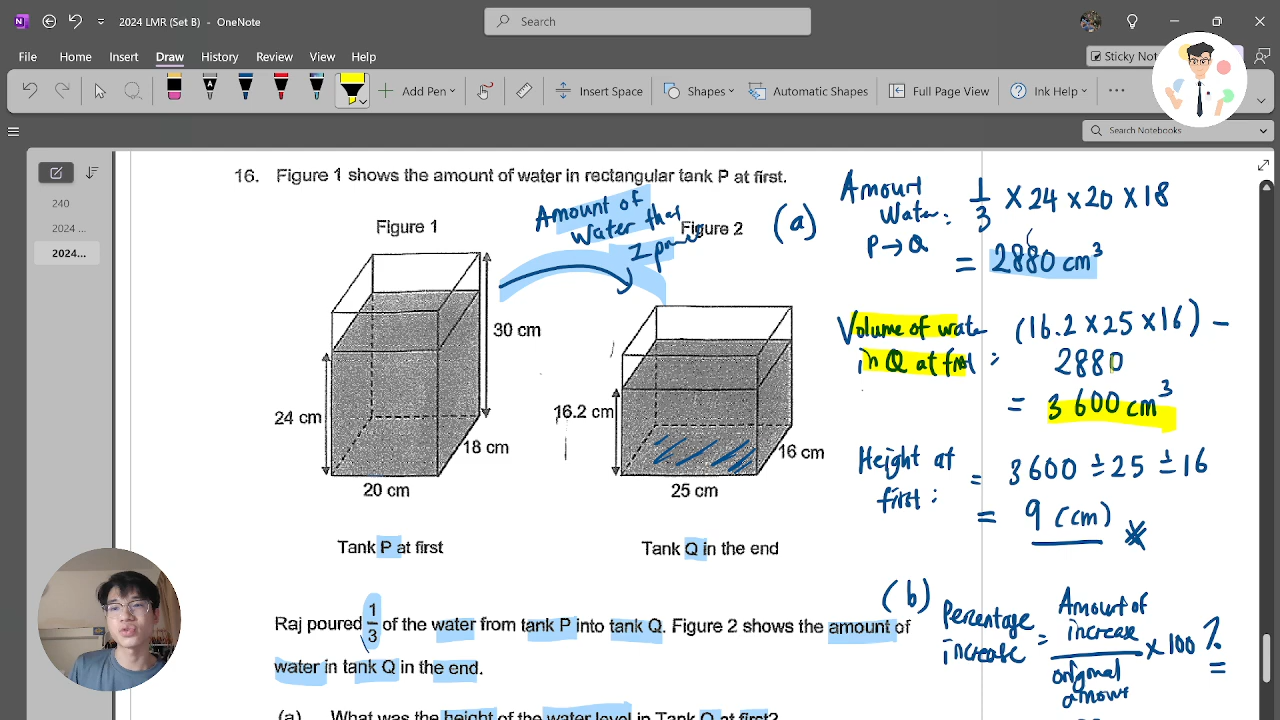 2024 LMR (Set B) - OneNote
Search
File Home Insert Draw History Review View Help
Sticky Notes
Add Pen
Insert Space
Shapes
Automatic Shapes
Full Page View
Ink Help
Search Notebooks
240
2024 ...
2024...
16. Figure 1 shows the amount of water in rectangular tank P at first.
Figure 1
Amount of
Water that
Figure 2
30 cm
24 cm
18 cm
20 cm
16.2 cm
16 cm
25 cm
Tank P at first
Tank Q in the end
Raj poured 1/3 of the water from tank P into tank Q. Figure 2 shows the amount of
water in tank Q in the end.
(a) What was the height of the water level in Tank Q at first?
(a) Amount
Water:
P → Q
1/3 × 24 × 20 × 18
= 2880 cm³
Volume of water
in Q at first :
(16.2 × 25 × 16) -
2880
= 3600 cm³
Height at
first :
= 3600 ÷ 25 ÷ 16
= 9 (cm)
(b) Percentage
increase
= Amount of
increase
original
amount
× 100 %
=